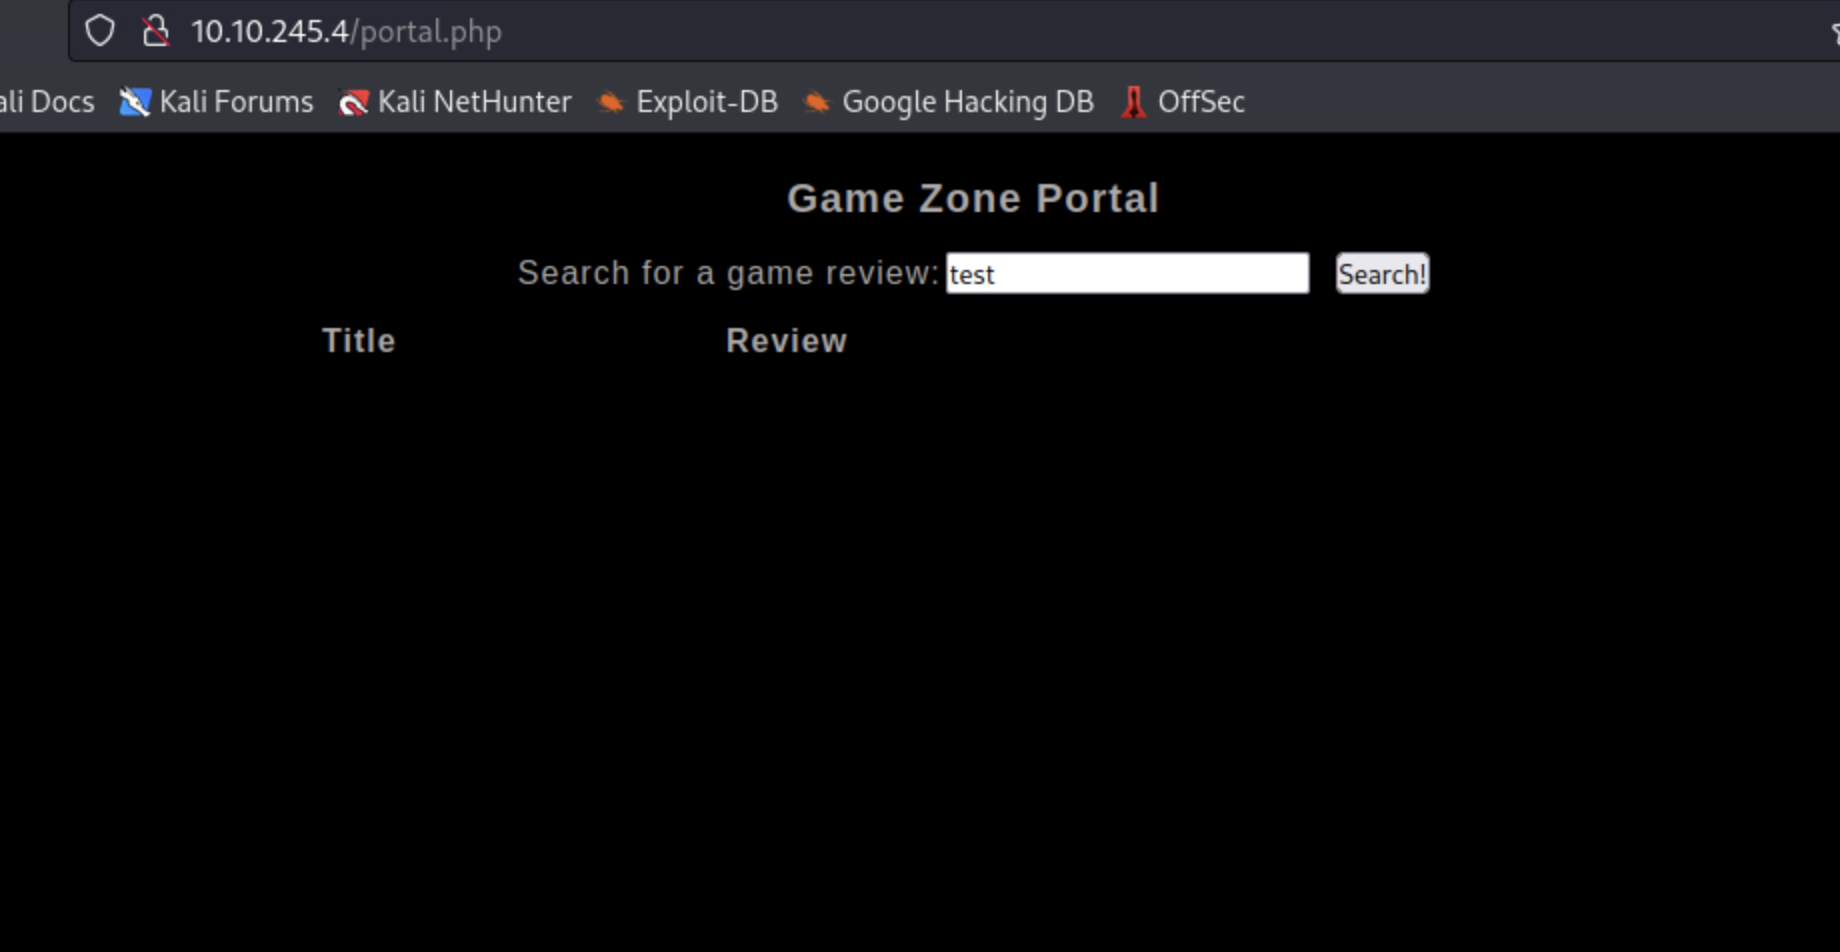 10.10.245.4/portal.php
ali Docs Kali Forums Kali NetHunter Exploit-DB Google Hacking DB OffSec
Game Zone Portal
Search for a game review: test Search!
Title Review